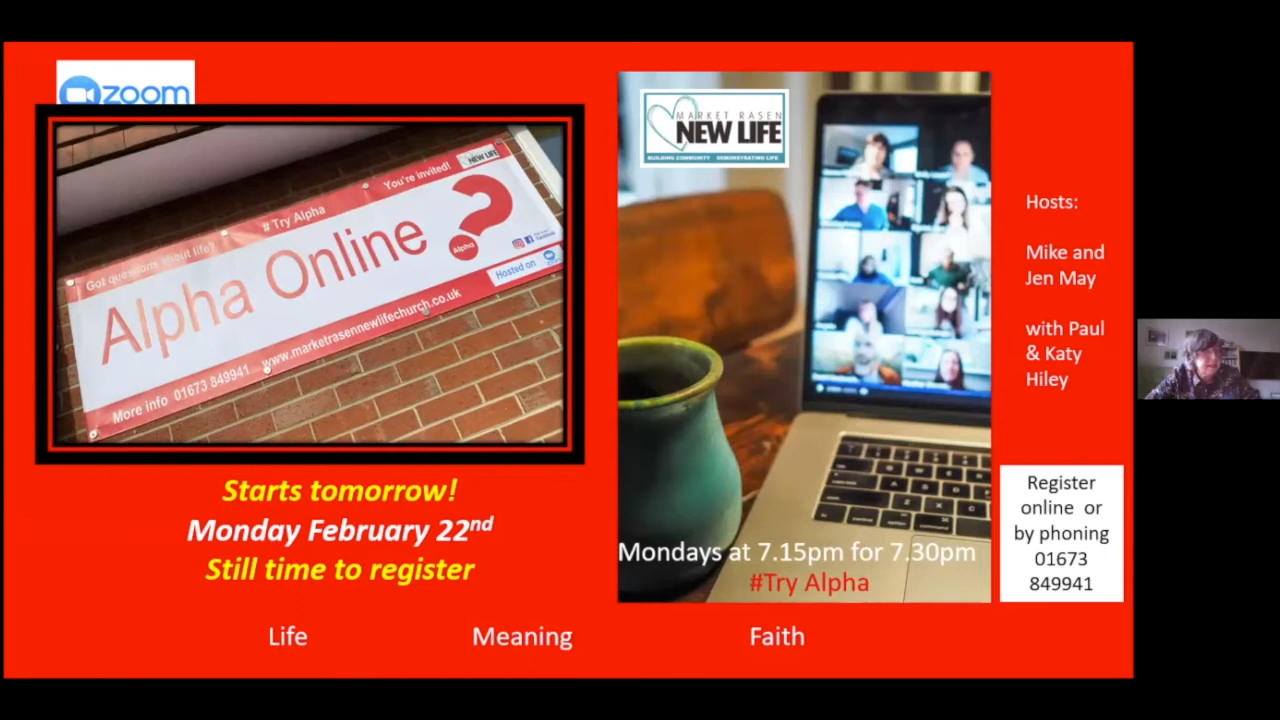 zoom
Got questions about life?
# Try Alpha
You're invited!
NEW LIFE
Alpha Online
Alpha
Hosted on
More info 01673 849941 www.marketrasennewlifechurch.co.uk
Starts tomorrow!
Monday February 22nd
Still time to register
MARKET RASEN
NEW LIFE
BUILDING COMMUNITY DEMONSTRATING LIFE
Mondays at 7.15pm for 7.30pm
#Try Alpha
Hosts:
Mike and
Jen May
with Paul
& Katy
Hiley
Register
online or
by phoning
01673
849941
Life Meaning Faith